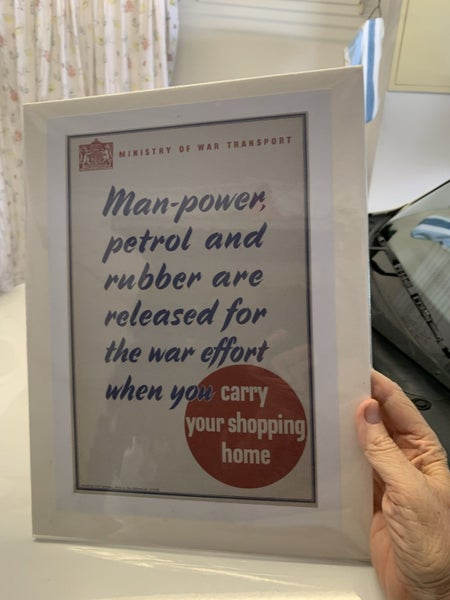 MINISTRY OF WAR TRANSPORT
Man-power,
petrol and
rubber are
released for
the war effort
when you carry
your shopping
home